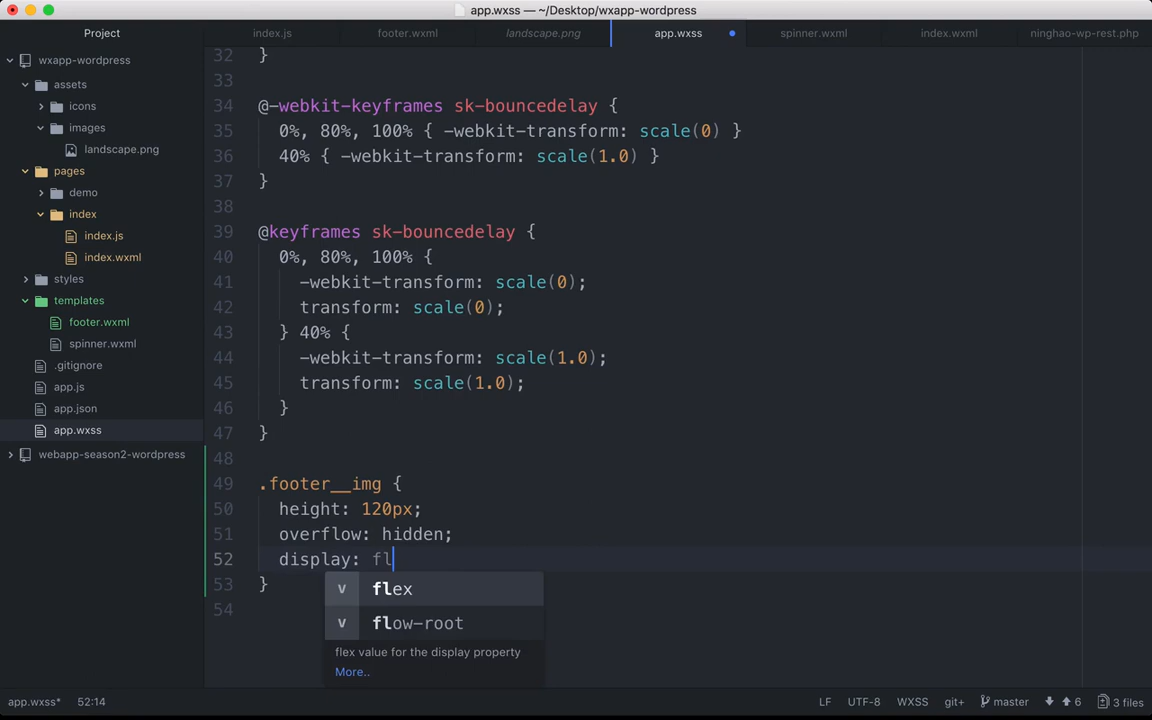 app.wxss — ~/Desktop/wxapp-wordpress
Project
index.js
footer.wxml
landscape.png
app.wxss
spinner.wxml
index.wxml
ninghao-wp-rest.php
wxapp-wordpress
assets
icons
images
landscape.png
pages
demo
index
index.js
index.wxml
styles
templates
footer.wxml
spinner.wxml
.gitignore
app.js
app.json
app.wxss
webapp-season2-wordpress
32 }
33
34 @-webkit-keyframes sk-bouncedelay {
35 0%, 80%, 100% { -webkit-transform: scale(0) }
36 40% { -webkit-transform: scale(1.0) }
37 }
38
39 @keyframes sk-bouncedelay {
40 0%, 80%, 100% {
41 -webkit-transform: scale(0);
42 transform: scale(0);
43 } 40% {
44 -webkit-transform: scale(1.0);
45 transform: scale(1.0);
46 }
47 }
48
49 .footer__img {
50 height: 120px;
51 overflow: hidden;
52 display: fl
53 }
v flex
54
v flow-root
flex value for the display property
More..
app.wxss* 52:14 LF UTF-8 WXSS git+ master 6 3 files